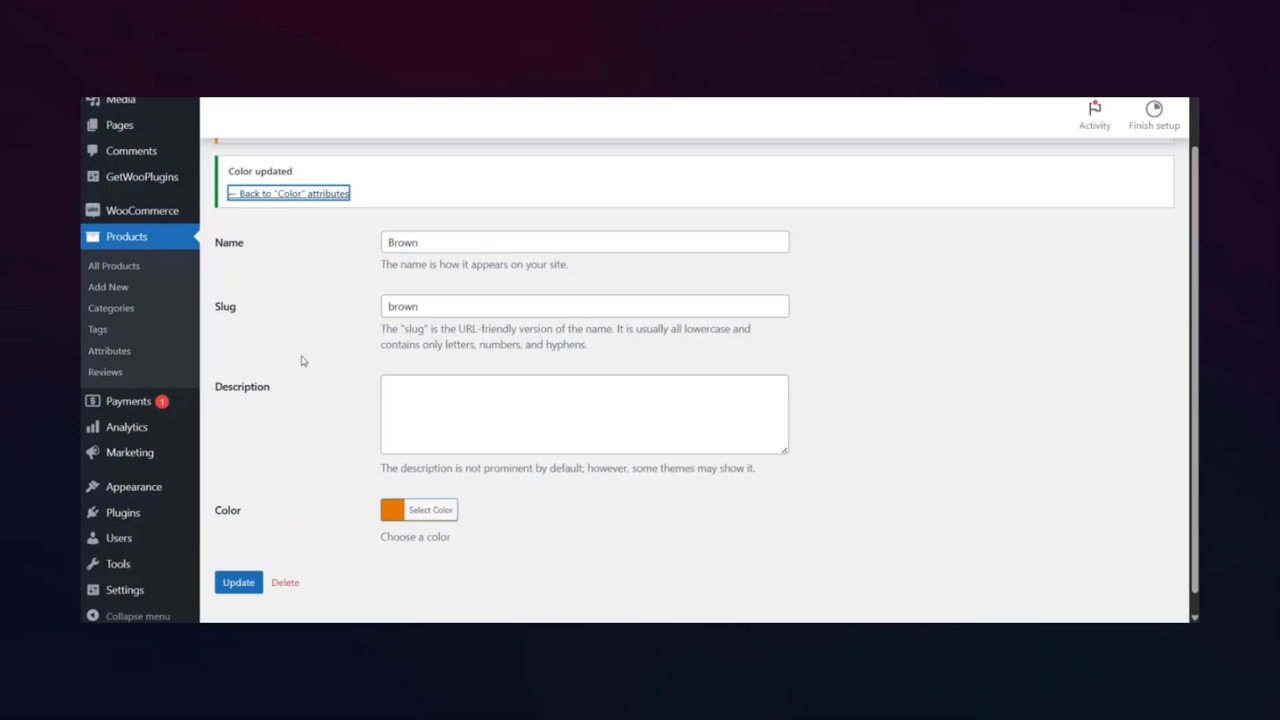 Media
Pages
Comments
GetWooPlugins
WooCommerce
Products
All Products
Add New
Categories
Tags
Attributes
Reviews
Payments 1
Analytics
Marketing
Appearance
Plugins
Users
Tools
Settings
Collapse menu
Activity
Finish setup
Color updated
← Back to "Color" attributes
Name
Brown
The name is how it appears on your site.
Slug
brown
The "slug" is the URL-friendly version of the name. It is usually all lowercase and
contains only letters, numbers, and hyphens.
Description
The description is not prominent by default; however, some themes may show it.
Color
Select Color
Choose a color
Update
Delete